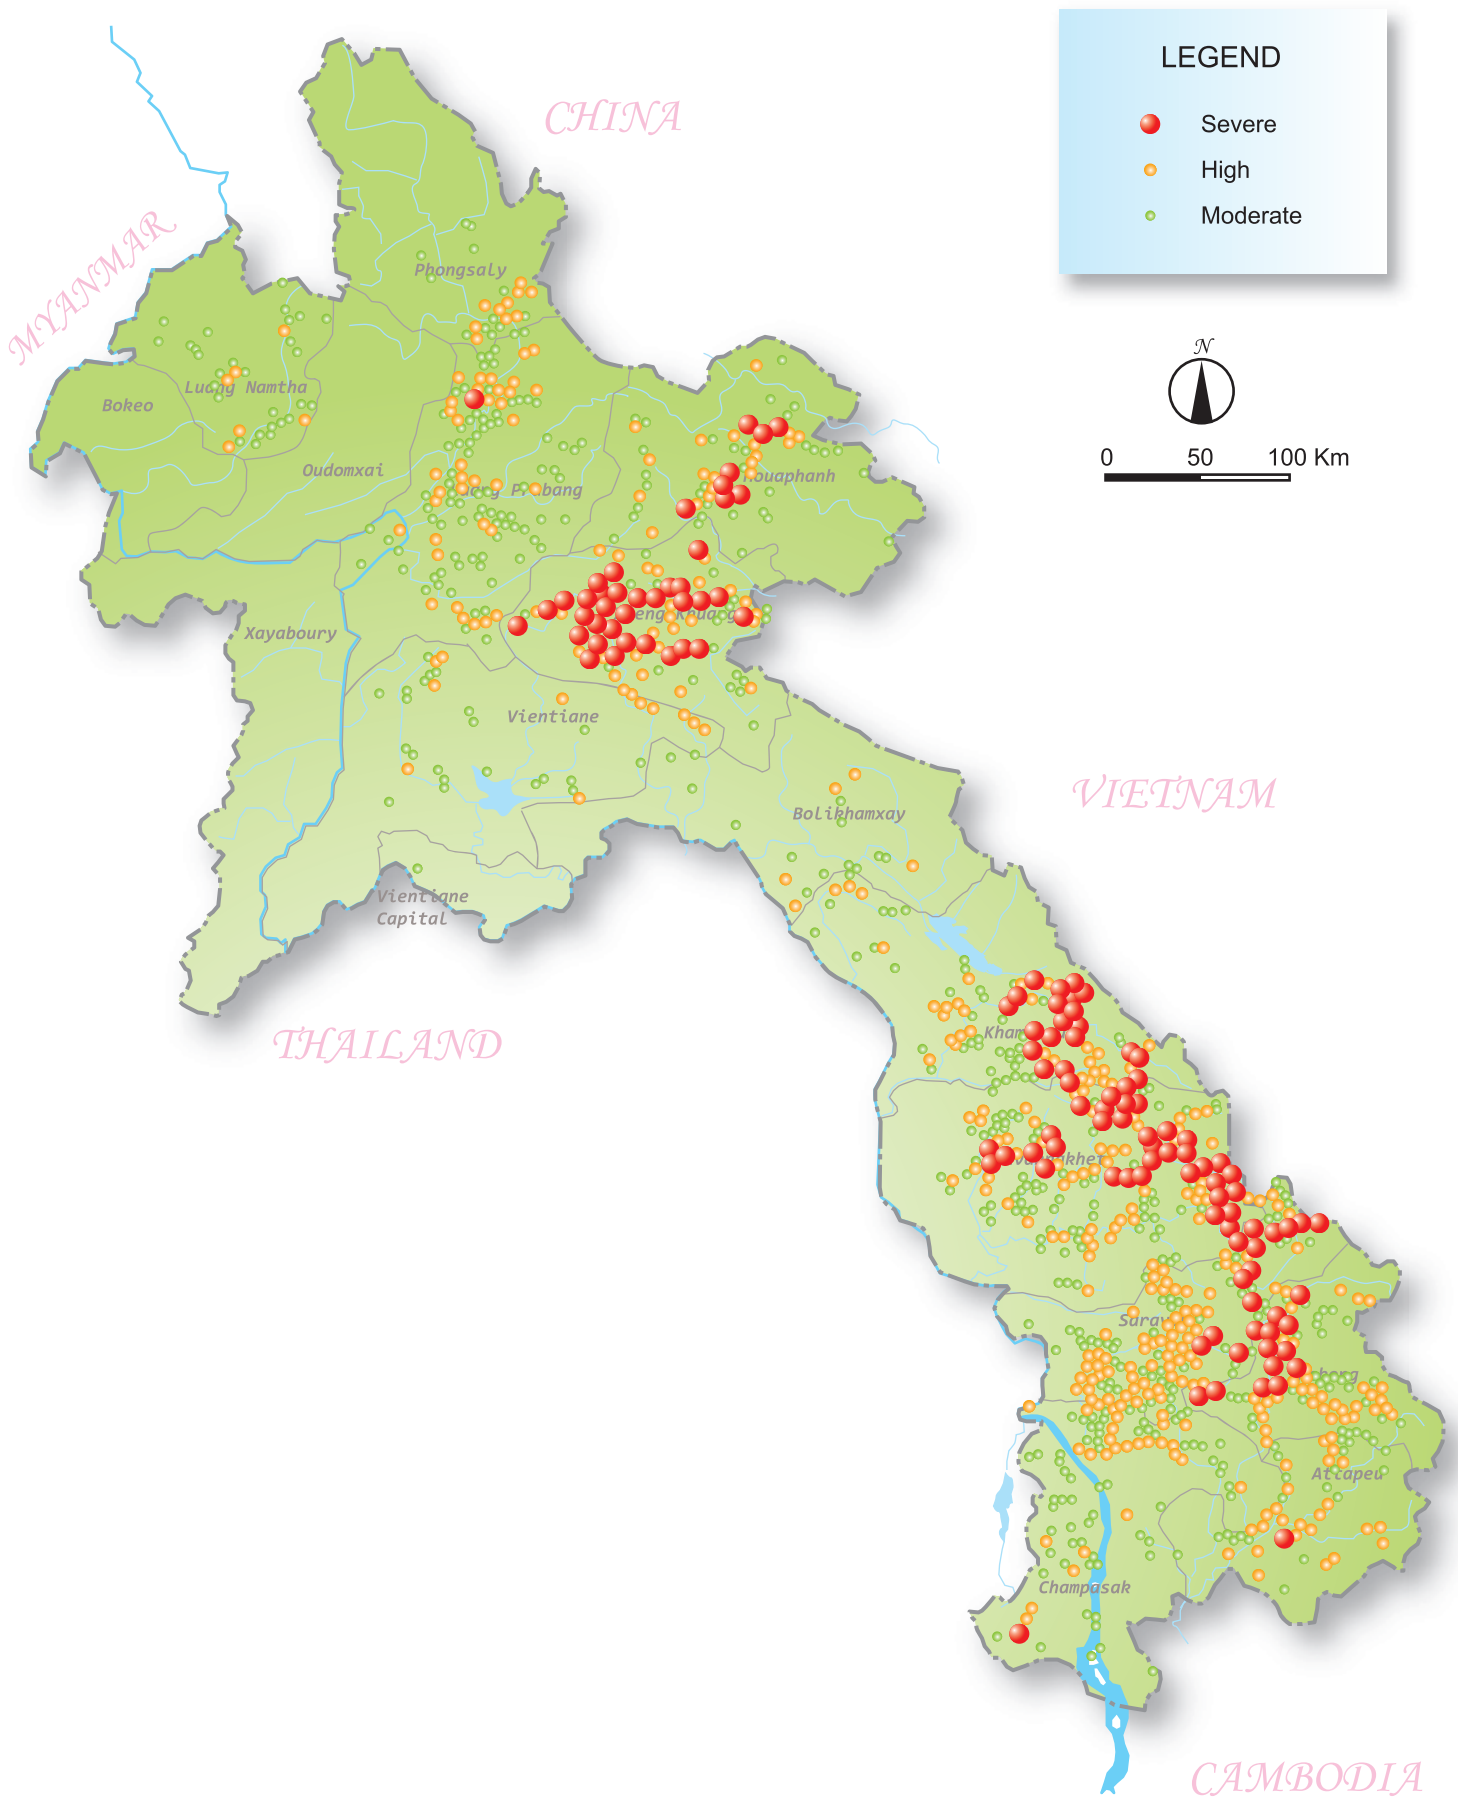 LEGEND
Severe
High
Moderate
CHINA
MYANMAR
N
0 50 100 Km
Phongsaly
Luang Namtha
Bokeo
Oudomxai
Xayaboury
Vientiane
Bolikhamxay
VIETNAM
Vientiane
Capital
THAILAND
Attapeu
Champasak
CAMBODIA